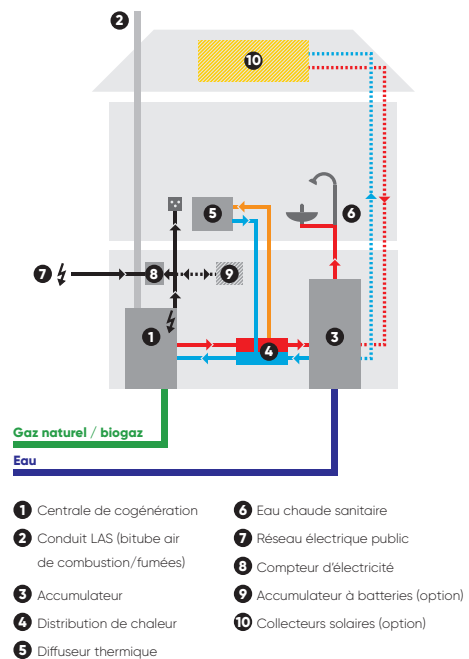 2
10
5
6
7
8
9
1
4
3
Gaz naturel / biogaz
Eau
1 Centrale de cogénération
2 Conduit LAS (bitube air
de combustion/fumées)
3 Accumulateur
4 Distribution de chaleur
5 Diffuseur thermique
6 Eau chaude sanitaire
7 Réseau électrique public
8 Compteur d'électricité
9 Accumulateur à batteries (option)
10 Collecteurs solaires (option)